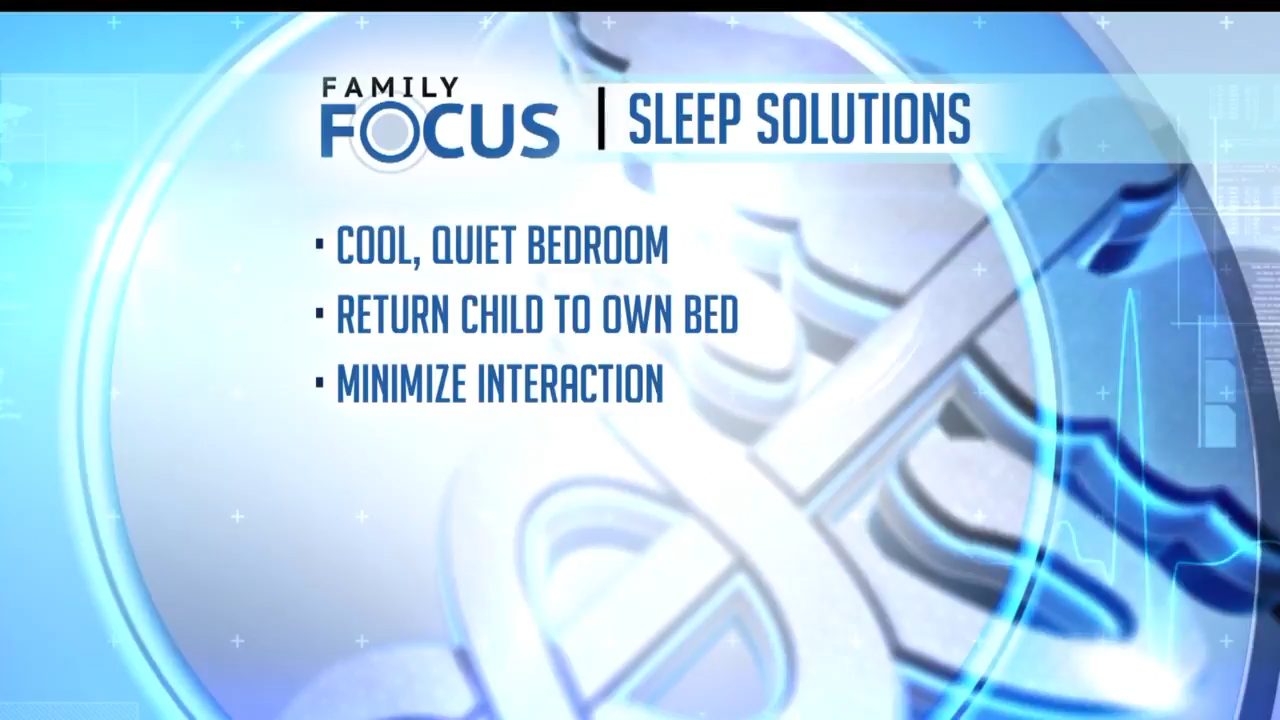 FAMILY
FOCUS | SLEEP SOLUTIONS
· COOL, QUIET BEDROOM
· RETURN CHILD TO OWN BED
· MINIMIZE INTERACTION